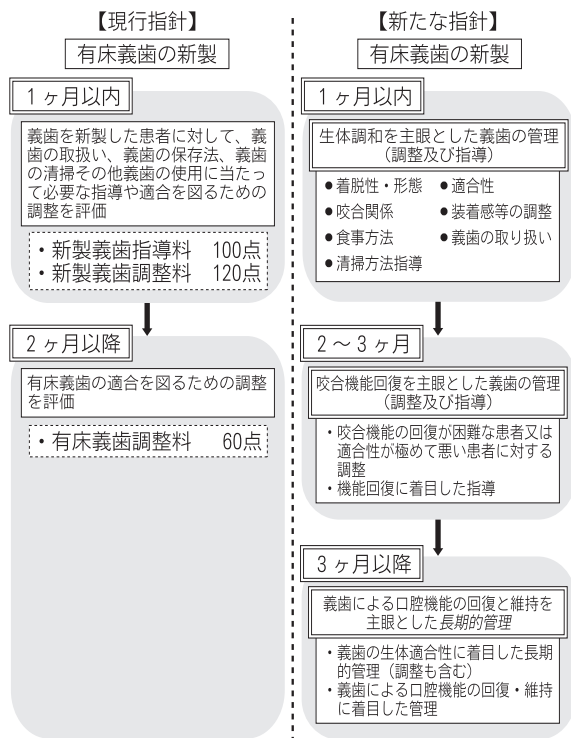 【現行指針】
有床義歯の新製
1ヶ月以内
義歯を新製した患者に対して、義
歯の取扱い、義歯の保存法、義歯
の清掃その他義歯の使用に当たっ
て必要な指導や適合を図るための
調整を評価
・新製義歯指導料 100点
・新製義歯調整料 120点
2ヶ月以降
有床義歯の適合を図るための調整
を評価
・有床義歯調整料 60点
【新たな指針】
有床義歯の新製
1ヶ月以内
生体調和を主眼とした義歯の管理
（調整及び指導）
●着脱性・形態 ●適合性
●咬合関係 ●装着感等の調整
●食事方法 ●義歯の取り扱い
●清掃方法指導
2～3ヶ月
咬合機能回復を主眼とした義歯の管理
（調整及び指導）
・咬合機能の回復が困難な患者又は
適合性が極めて悪い患者に対する
調整
・機能回復に着目した指導
3ヶ月以降
義歯による口腔機能の回復と維持を
主眼とした長期的管理
・義歯の生体適合性に着目した長期
的管理（調整も含む）
・義歯による口腔機能の回復・維持
に着目した管理